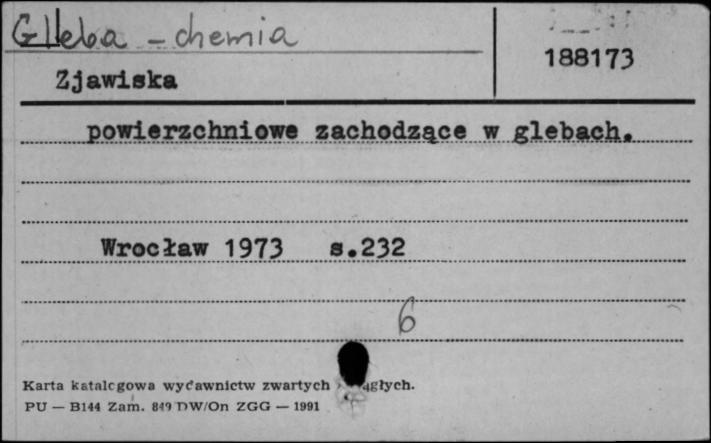 Gleba - chemia
188173
Zjawiska
powierzchniowe zachodzące w glebach.
Wrocław 1973 s.232
6
Karta katalogowa wydawnictw zwartych ągłych.
PU — B144 Zam. 849 DW/On ZGG — 1991